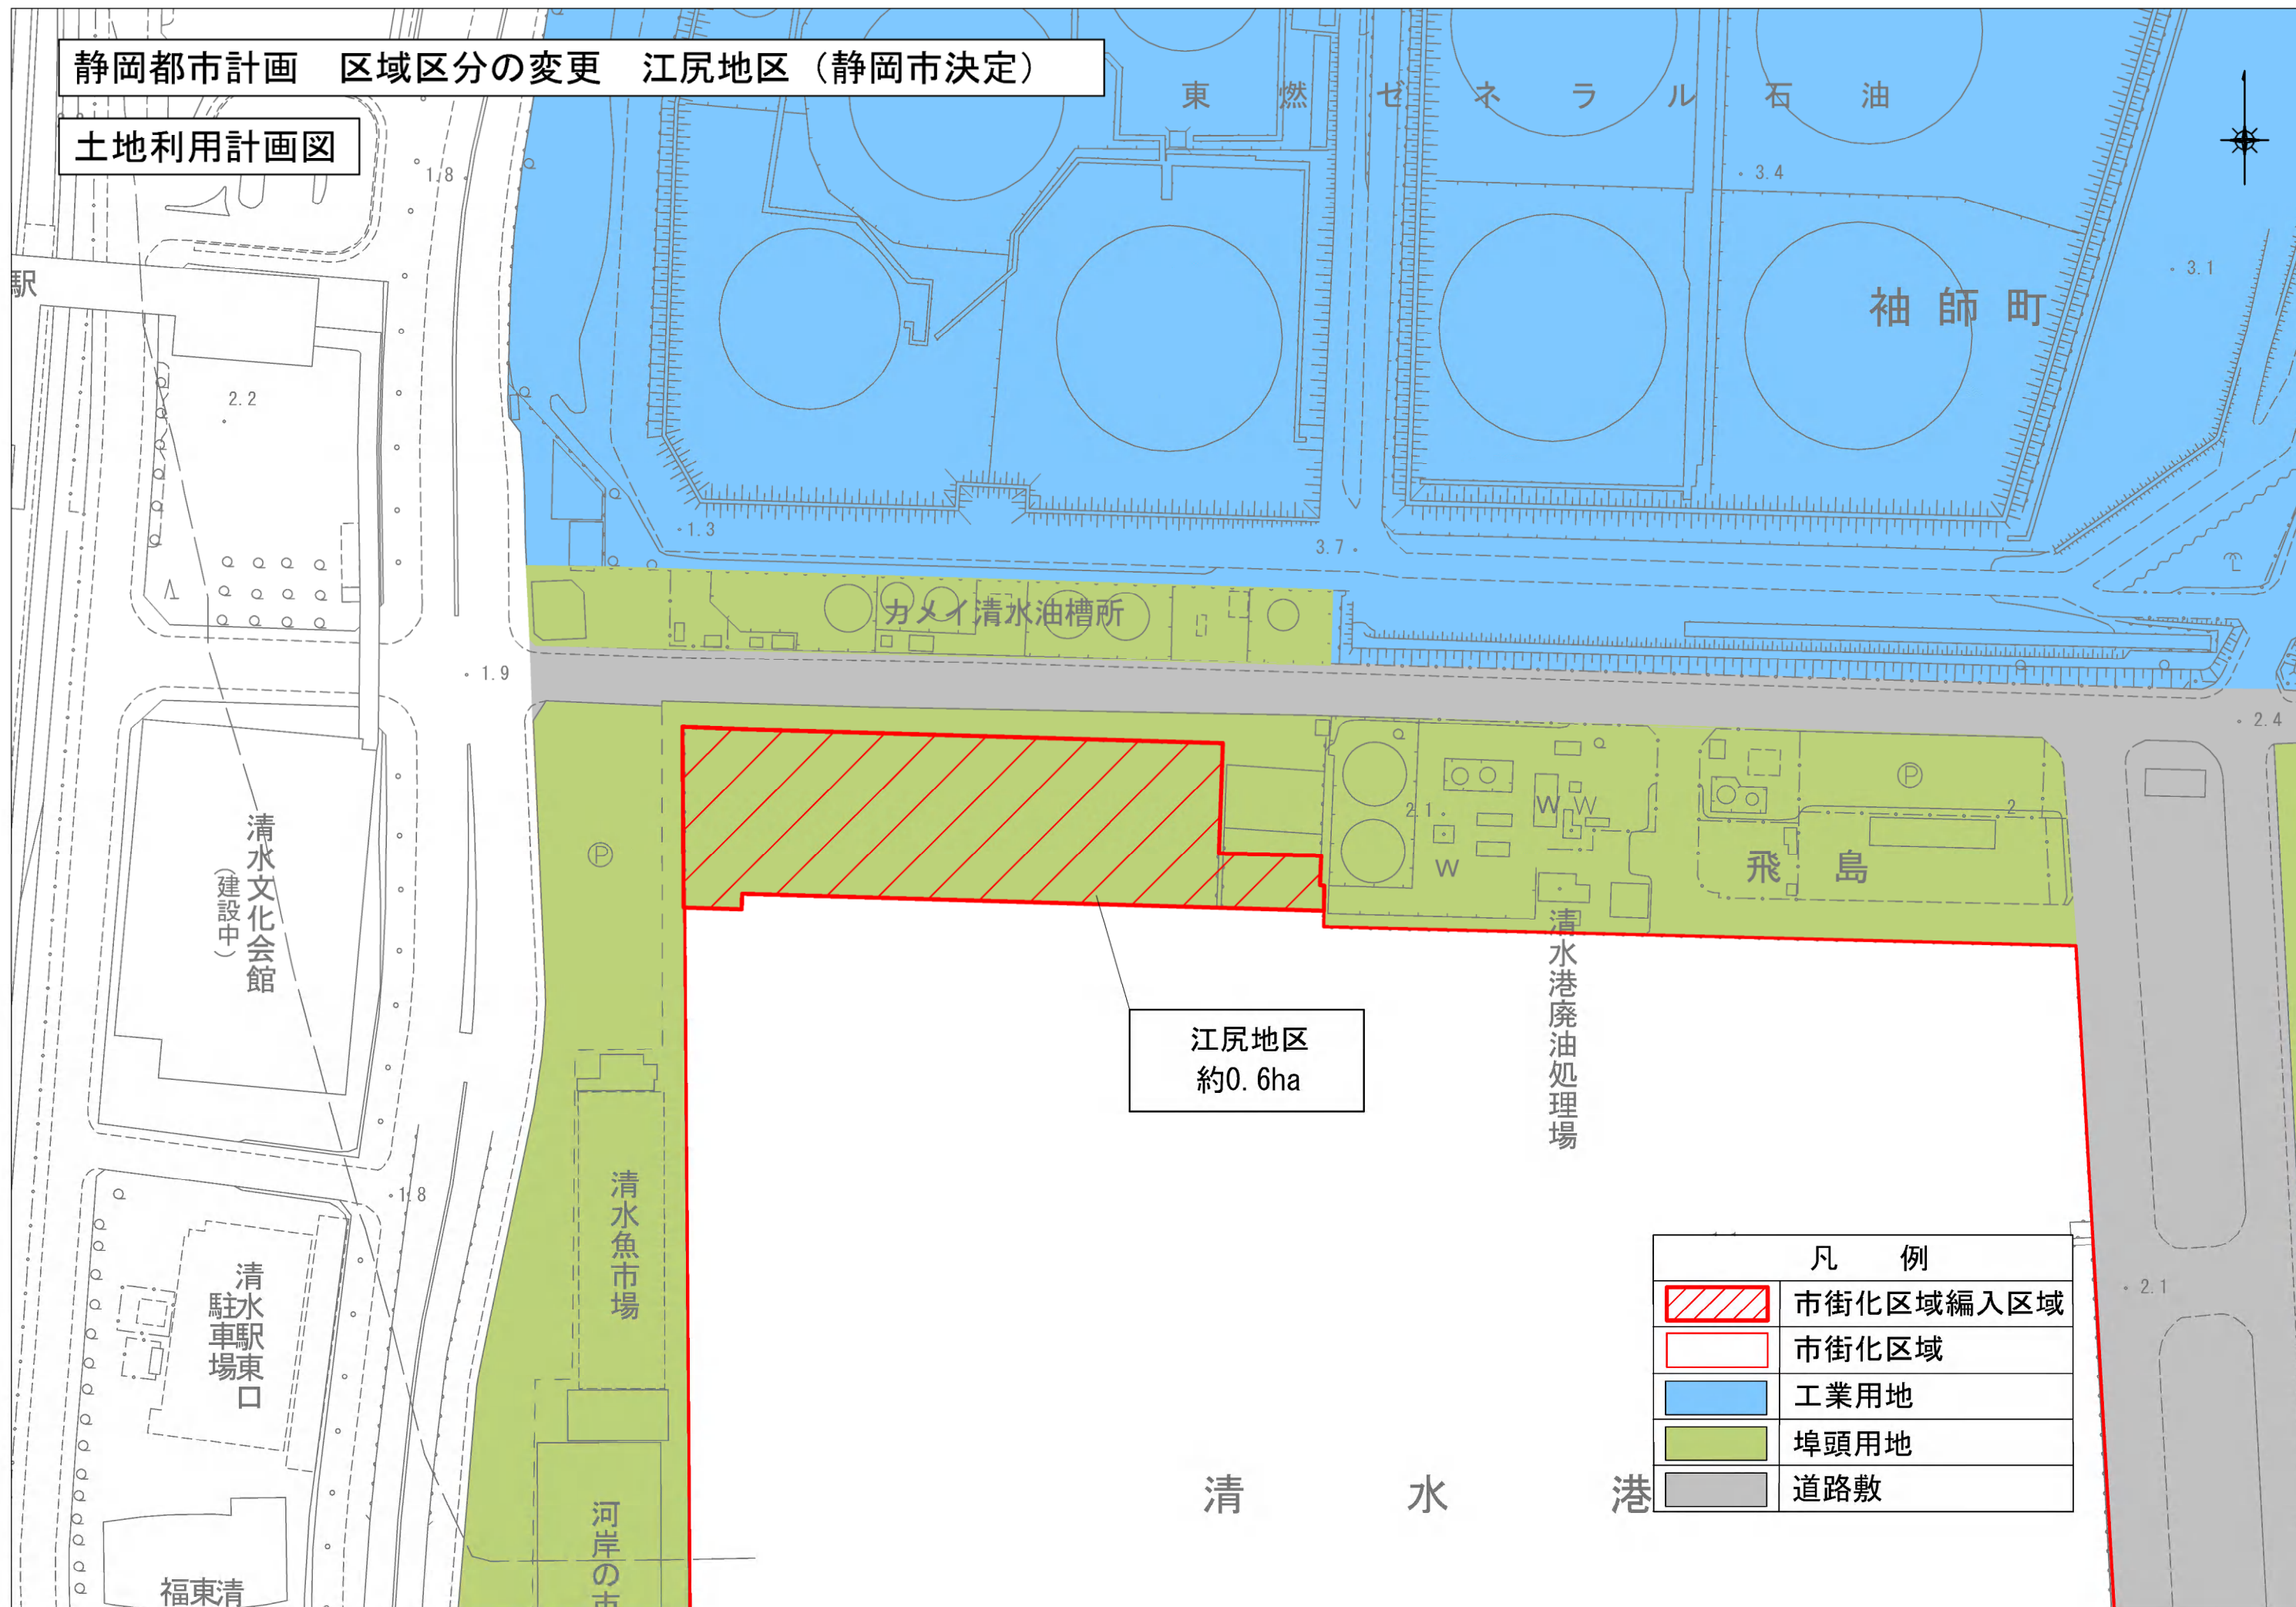 静岡都市計画　区域区分の変更　江尻地区（静岡市決定）
土地利用計画図
東燃ゼネラル石油
1.8
3.4
3.1
駅
袖師町
2.2
1.3
3.7
カメイ清水油槽所
1.9
2.4
P
2.1
W W
W
2
飛島
P
清水文化会館
（建設中）
清水港廃油処理場
江尻地区
約0.6ha
清水魚市場
1.8
清水駅東口
駐車場
凡　例
市街化区域編入区域
市街化区域
工業用地
埠頭用地
道路敷
2.1
清水港
河岸の市
福東清